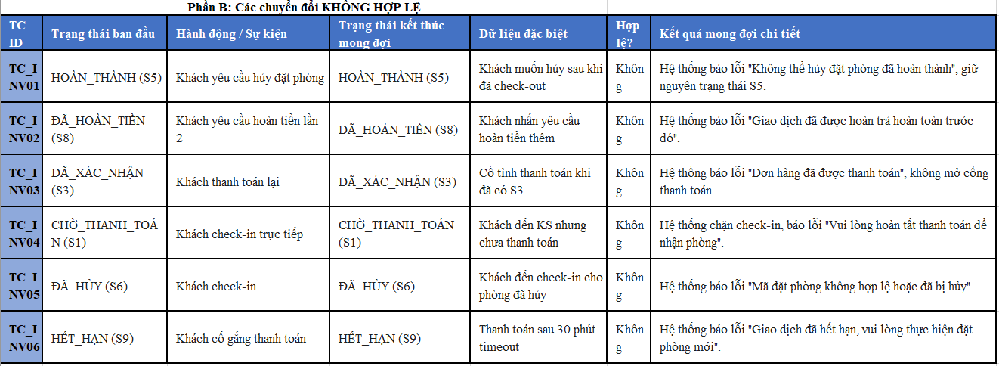 Phần B: Các chuyển đổi KHÔNG HỢP LỆ
TC ID | Trạng thái ban đầu | Hành động / Sự kiện | Trạng thái kết thúc mong đợi | Dữ liệu đặc biệt | Hợp lệ? | Kết quả mong đợi chi tiết
TC_INV01 | HOÀN_THÀNH (S5) | Khách yêu cầu hủy đặt phòng | HOÀN_THÀNH (S5) | Khách muốn hủy sau khi đã check-out | Không | Hệ thống báo lỗi "Không thể hủy đặt phòng đã hoàn thành", giữ nguyên trạng thái S5.
TC_INV02 | ĐÃ_HOÀN_TIỀN (S8) | Khách yêu cầu hoàn tiền lần 2 | ĐÃ_HOÀN_TIỀN (S8) | Khách nhấn yêu cầu hoàn tiền thêm | Không | Hệ thống báo lỗi "Giao dịch đã được hoàn trả hoàn toàn trước đó".
TC_INV03 | ĐÃ_XÁC_NHẬN (S3) | Khách thanh toán lại | ĐÃ_XÁC_NHẬN (S3) | Cố tình thanh toán khi đã có S3 | Không | Hệ thống báo lỗi "Đơn hàng đã được thanh toán", không mở cổng thanh toán.
TC_INV04 | CHỜ_THANH_TOÁN (S1) | Khách check-in trực tiếp | CHỜ_THANH_TOÁN (S1) | Khách đến KS nhưng chưa thanh toán | Không | Hệ thống chặn check-in, báo lỗi "Vui lòng hoàn tất thanh toán để nhận phòng".
TC_INV05 | ĐÃ_HỦY (S6) | Khách check-in | ĐÃ_HỦY (S6) | Khách đến check-in cho phòng đã hủy | Không | Hệ thống báo lỗi "Mã đặt phòng không hợp lệ hoặc đã bị hủy".
TC_INV06 | HẾT_HẠN (S9) | Khách cố gắng thanh toán | HẾT_HẠN (S9) | Thanh toán sau 30 phút timeout | Không | Hệ thống báo lỗi "Giao dịch đã hết hạn, vui lòng thực hiện đặt phòng mới".